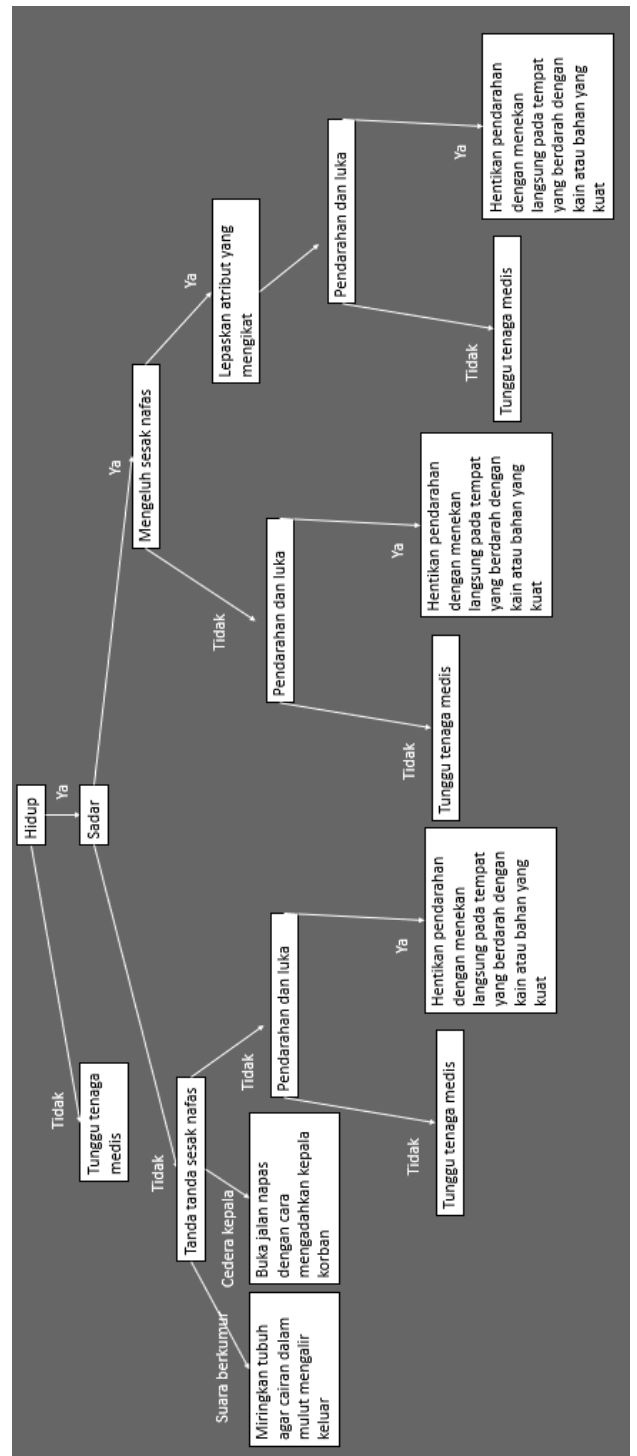 Hidup
Tidak
Ya
Tunggu tenaga
medis
Sadar
Tidak
Ya
Tanda tanda sesak nafas
Mengeluh sesak nafas
Suara berkumur
Cedera kepala
Tidak
Tidak
Ya
Miringkan tubuh
agar cairan dalam
mulut mengalir
keluar
Buka jalan napas
dengan cara
mengadahkan kepala
korban
Pendarahan dan luka
Pendarahan dan luka
Lepaskan atribut yang
mengikat
Pendarahan dan luka
Tidak
Ya
Tidak
Ya
Tidak
Ya
Tunggu tenaga medis
Hentikan pendarahan
dengan menekan
langsung pada tempat
yang berdarah dengan
kain atau bahan yang
kuat
Tunggu tenaga medis
Hentikan pendarahan
dengan menekan
langsung pada tempat
yang berdarah dengan
kain atau bahan yang
kuat
Tunggu tenaga medis
Hentikan pendarahan
dengan menekan
langsung pada tempat
yang berdarah dengan
kain atau bahan yang
kuat